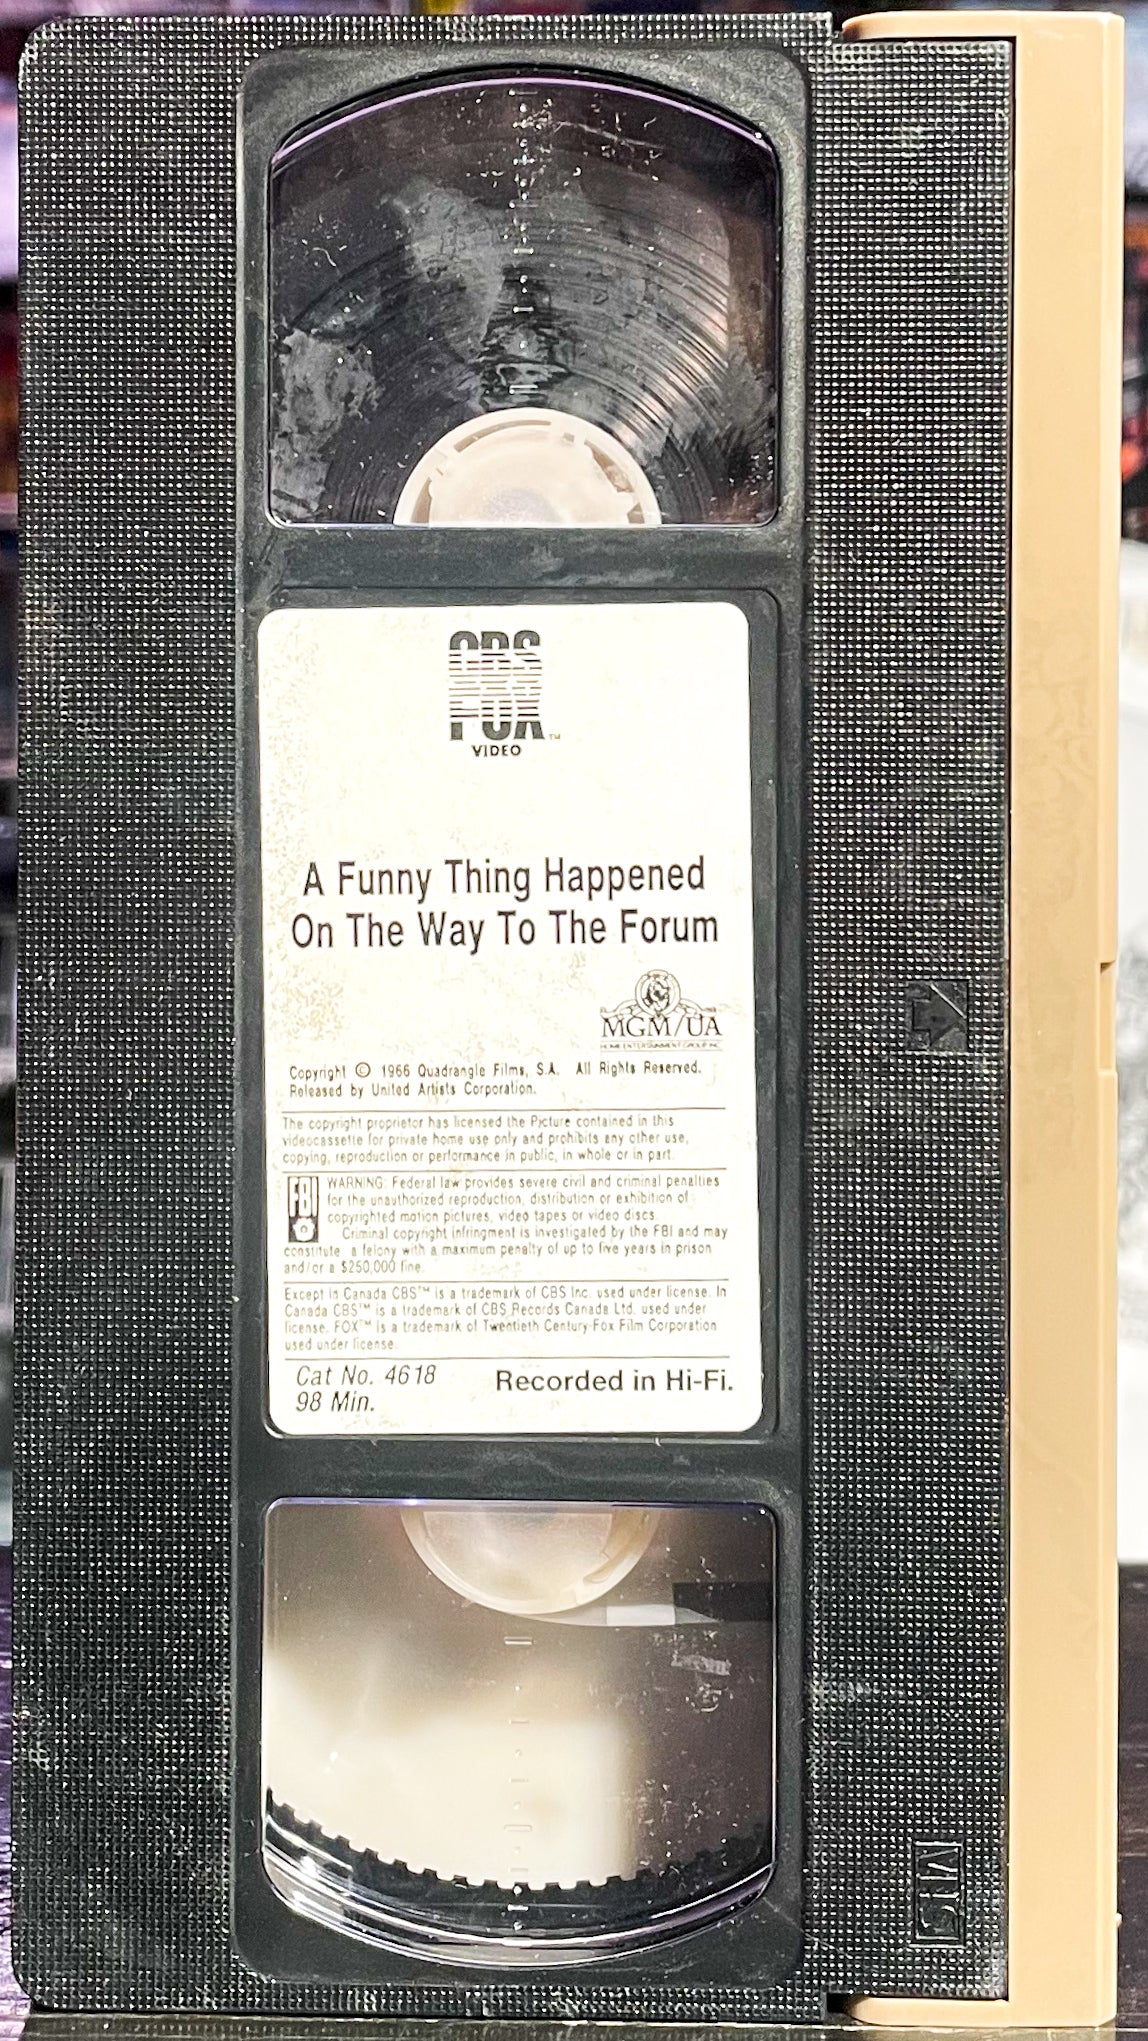 CBS
FOX
™
VIDEO
A Funny Thing Happened
On The Way To The Forum
MGM/UA
HOME ENTERTAINMENT GROUP INC.
Copyright © 1966 Quadrangle Films, S.A. All Rights Reserved.
Released by United Artists Corporation.
The copyright proprietor has licensed the Picture contained in this
videocassette for private home use only and prohibits any other use,
copying, reproduction or performance in public, in whole or in part.
FBI
WARNING: Federal law provides severe civil and criminal penalties
for the unauthorized reproduction, distribution or exhibition of
copyrighted motion pictures, video tapes or video discs.
Criminal copyright infringment is investigated by the FBI and may
constitute a felony with a maximum penalty of up to five years in prison
and/or a $250,000 fine.
Except in Canada CBS™ is a trademark of CBS Inc. used under license. In
Canada CBS™ is a trademark of CBS Records Canada Ltd. used under
license. FOX™ is a trademark of Twentieth Century-Fox Film Corporation
used under license.
Cat No. 4618
98 Min.
Recorded in Hi-Fi.